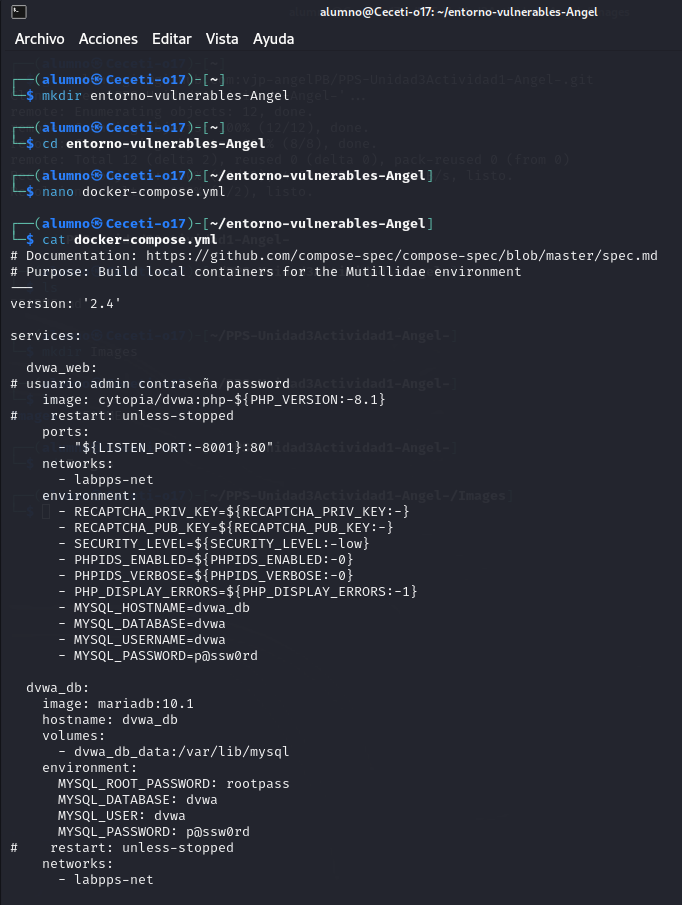 alumno@Ceceti-o17: ~/entorno-vulnerables-Angel
Archivo Acciones Editar Vista Ayuda
┌──(alumno㉿Ceceti-o17)-[~]
└─$ mkdir entorno-vulnerables-Angel
┌──(alumno㉿Ceceti-o17)-[~]
└─$ cd entorno-vulnerables-Angel
┌──(alumno㉿Ceceti-o17)-[~/entorno-vulnerables-Angel]
└─$ nano docker-compose.yml
┌──(alumno㉿Ceceti-o17)-[~/entorno-vulnerables-Angel]
└─$ cat docker-compose.yml
# Documentation: https://github.com/compose-spec/compose-spec/blob/master/spec.md
# Purpose: Build local containers for the Mutillidae environment
---
version: '2.4'
services:
  dvwa_web:
# usuario admin contraseña password
    image: cytopia/dvwa:php-${PHP_VERSION:-8.1}
#    restart: unless-stopped
    ports:
      - "${LISTEN_PORT:-8001}:80"
    networks:
      - labpps-net
    environment:
      - RECAPTCHA_PRIV_KEY=${RECAPTCHA_PRIV_KEY:-}
      - RECAPTCHA_PUB_KEY=${RECAPTCHA_PUB_KEY:-}
      - SECURITY_LEVEL=${SECURITY_LEVEL:-low}
      - PHPIDS_ENABLED=${PHPIDS_ENABLED:-0}
      - PHPIDS_VERBOSE=${PHPIDS_VERBOSE:-0}
      - PHP_DISPLAY_ERRORS=${PHP_DISPLAY_ERRORS:-1}
      - MYSQL_HOSTNAME=dvwa_db
      - MYSQL_DATABASE=dvwa
      - MYSQL_USERNAME=dvwa
      - MYSQL_PASSWORD=p@ssw0rd
  dvwa_db:
    image: mariadb:10.1
    hostname: dvwa_db
    volumes:
      - dvwa_db_data:/var/lib/mysql
    environment:
      MYSQL_ROOT_PASSWORD: rootpass
      MYSQL_DATABASE: dvwa
      MYSQL_USER: dvwa
      MYSQL_PASSWORD: p@ssw0rd
#    restart: unless-stopped
    networks:
      - labpps-net